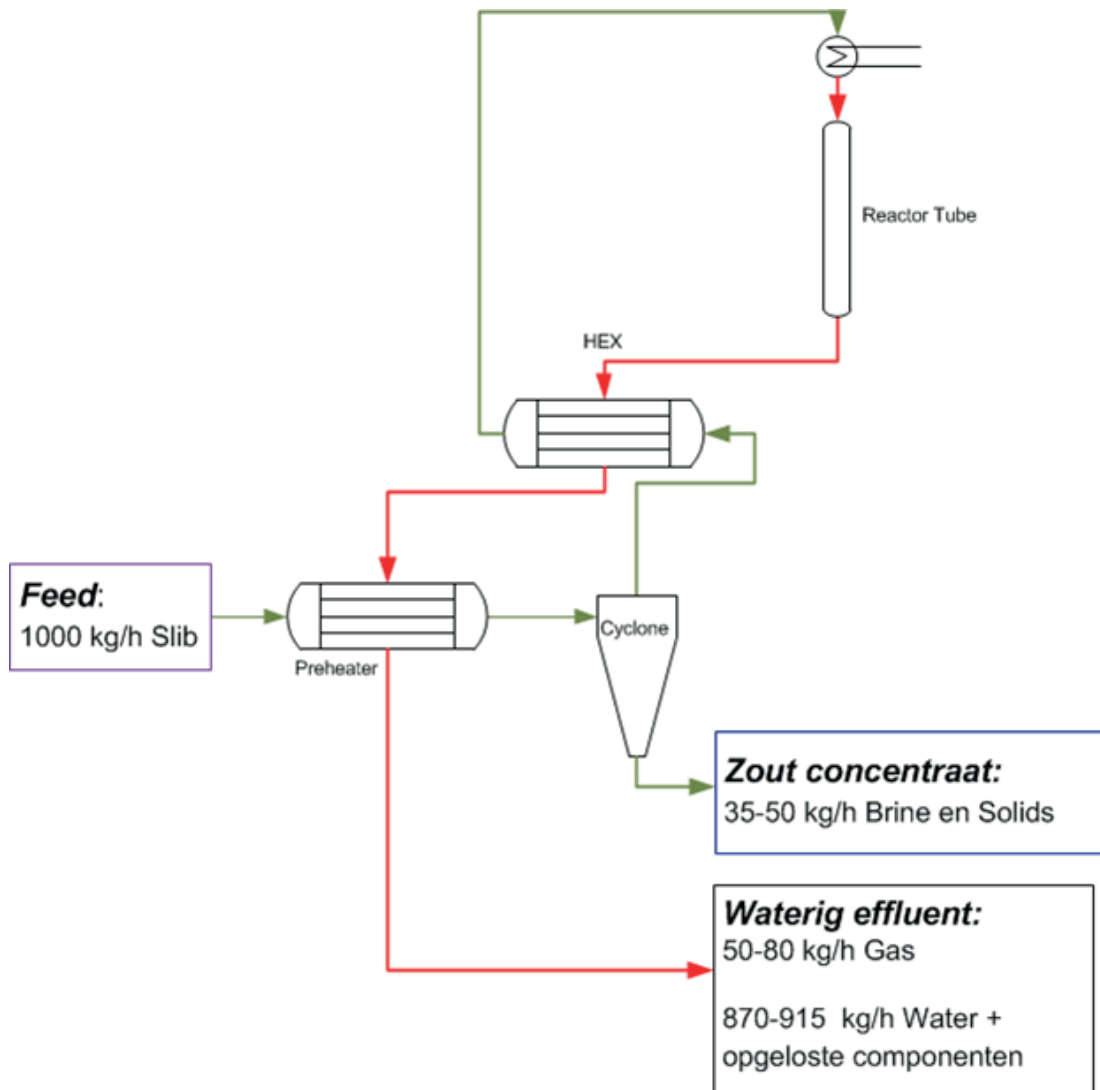 Reactor Tube
HEX
Feed:
1000 kg/h Slib
Preheater
Cyclone
Zout concentraat:
35-50 kg/h Brine en Solids
Waterig effluent:
50-80 kg/h Gas
870-915 kg/h Water +
opgeloste componenten